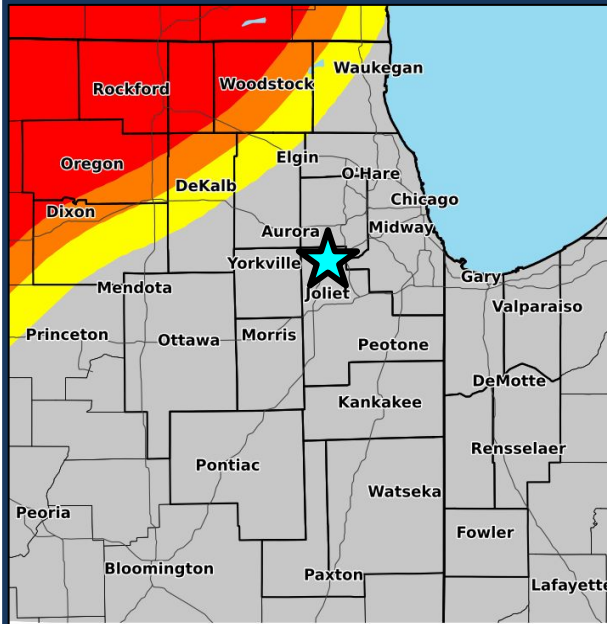 Waukegan
Woodstock
Rockford
Elgin
Oregon
O'Hare
DeKalb
Chicago
Dixon
Aurora
Midway
Yorkville
Gary
Mendota
Joliet
Valparaiso
Princeton
Ottawa
Morris
Peotone
DeMotte
Kankakee
Rensselaer
Pontiac
Watseka
Peoria
Fowler
Bloomington
Paxton
Lafayette